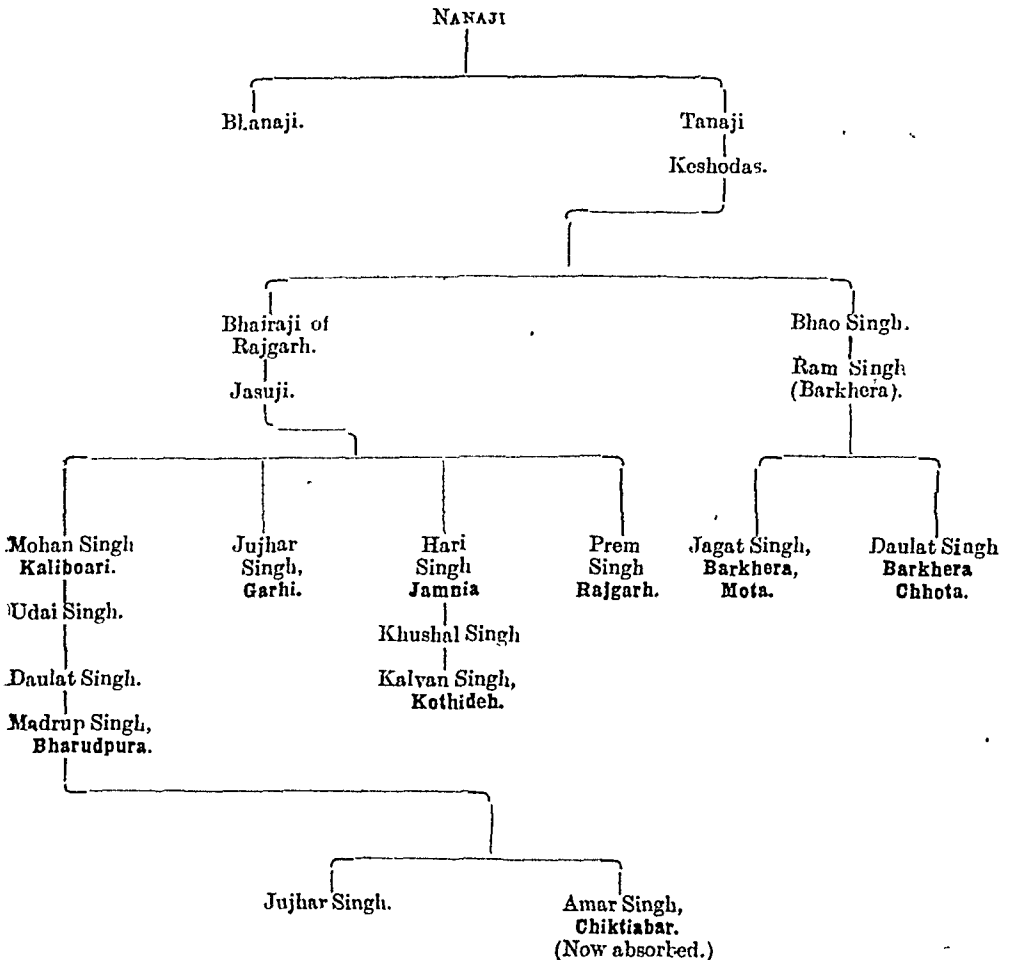 NANAJI
Bhanaji.
Tanaji
Keshodas.
Bhairaji of
Rajgarh.
Jasuji.
Bhao Singh.
Ram Singh
(Barkhera).
Mohan Singh
Kaliboari.
Udai Singh.
Daulat Singh.
Madrup Singh,
Bharudpura.
Jujhar
Singh,
Garhi.
Hari
Singh
Jamnia
Khushal Singh
Kalyan Singh,
Kothideh.
Prem
Singh
Rajgarh.
Jagat Singh,
Barkhera,
Mota.
Daulat Singh
Barkhera
Chhota.
Jujhar Singh.
Amar Singh,
Chiktiabar.
(Now absorbed.)